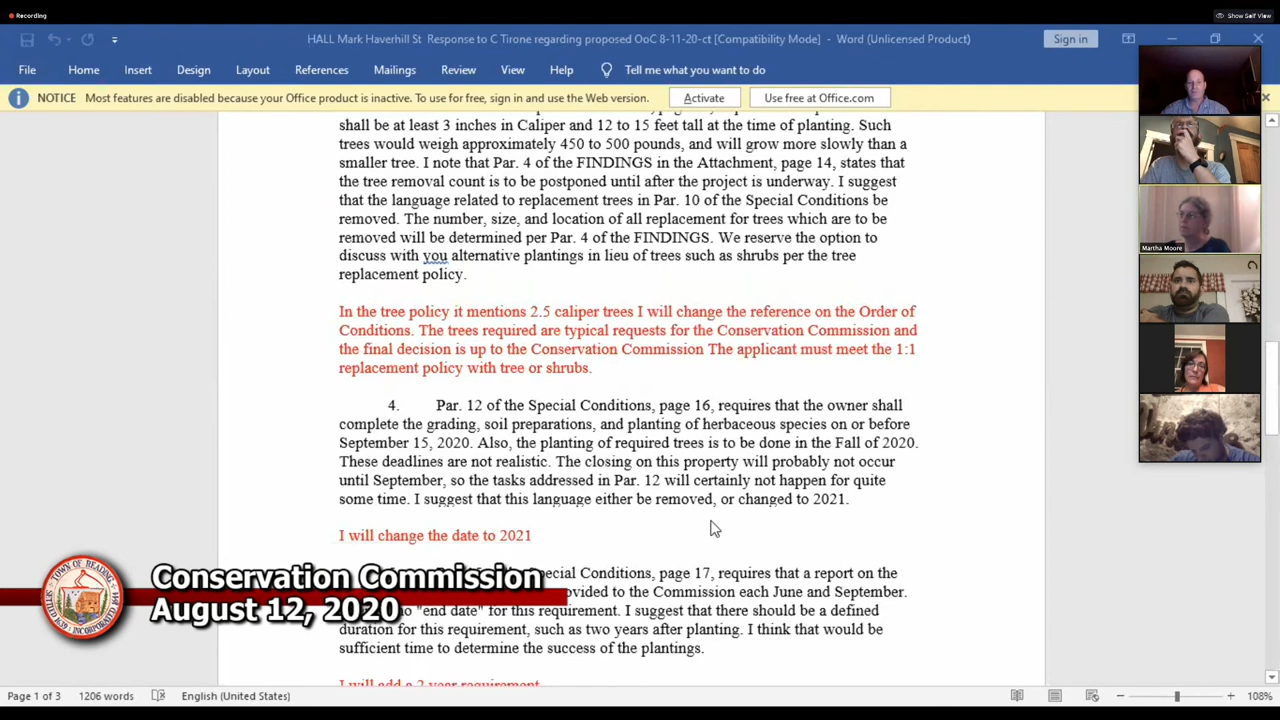 Recording
Show Self View
HALL Mark Haverhill St Response to C Tirone regarding proposed OoC 8-11-20-ct [Compatibility Mode] - Word (Unlicensed Product)
Sign in
File Home Insert Design Layout References Mailings Review View Help Tell me what you want to do
NOTICE Most features are disabled because your Office product is inactive. To use for free, sign in and use the Web version. Activate Use free at Office.com
shall be at least 3 inches in Caliper and 12 to 15 feet tall at the time of planting. Such
trees would weigh approximately 450 to 500 pounds, and will grow more slowly than a
smaller tree. I note that Par. 4 of the FINDINGS in the Attachment, page 14, states that
the tree removal count is to be postponed until after the project is underway. I suggest
that the language related to replacement trees in Par. 10 of the Special Conditions be
removed. The number, size, and location of all replacement for trees which are to be
removed will be determined per Par. 4 of the FINDINGS. We reserve the option to
discuss with you alternative plantings in lieu of trees such as shrubs per the tree
replacement policy.
In the tree policy it mentions 2.5 caliper trees I will change the reference on the Order of
Conditions. The trees required are typical requests for the Conservation Commission and
the final decision is up to the Conservation Commission The applicant must meet the 1:1
replacement policy with tree or shrubs.
4. Par. 12 of the Special Conditions, page 16, requires that the owner shall
complete the grading, soil preparations, and planting of herbaceous species on or before
September 15, 2020. Also, the planting of required trees is to be done in the Fall of 2020.
These deadlines are not realistic. The closing on this property will probably not occur
until September, so the tasks addressed in Par. 12 will certainly not happen for quite
some time. I suggest that this language either be removed, or changed to 2021.
I will change the date to 2021
Special Conditions, page 17, requires that a report on the
provided to the Commission each June and September.
no "end date" for this requirement. I suggest that there should be a defined
duration for this requirement, such as two years after planting. I think that would be
sufficient time to determine the success of the plantings.
I will add a 2 year requirement
Martha Moore
TOWN OF READING
Conservation Commission
August 12, 2020
Page 1 of 3 1206 words English (United States) 108%